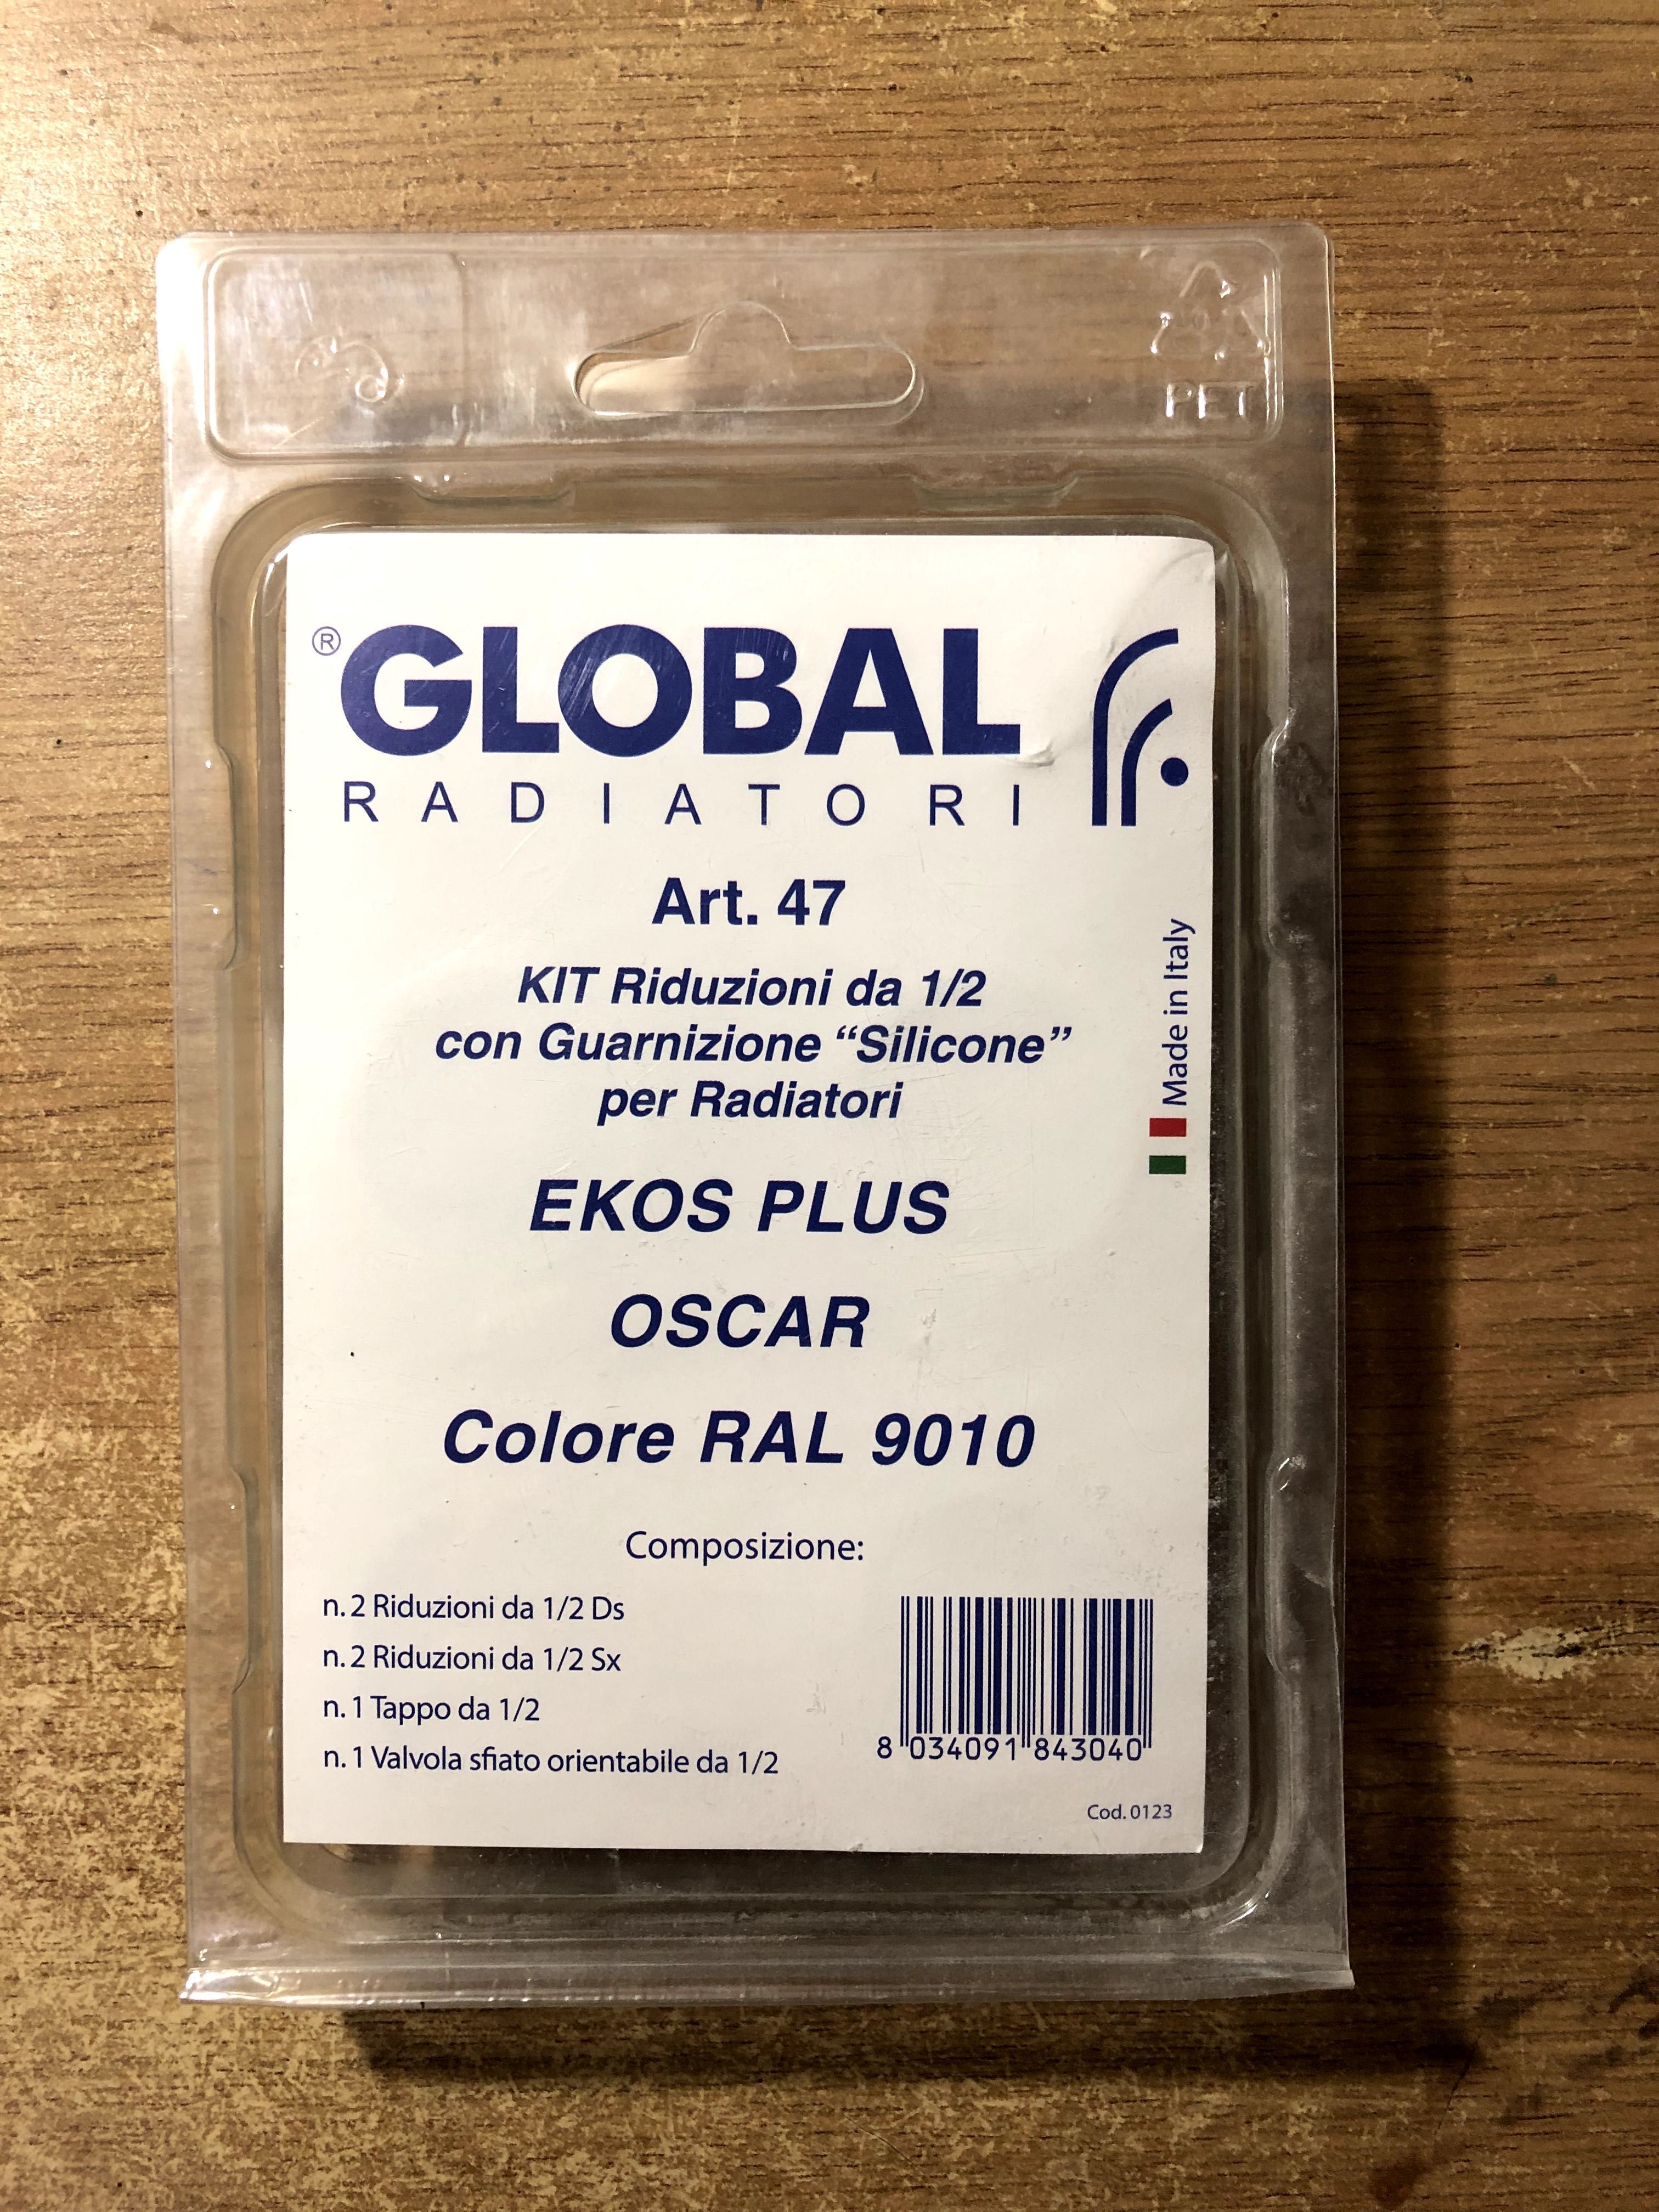 PET
® GLOBAL
RADIATORI
Art. 47
KIT Riduzioni da 1/2
con Guarnizione “Silicone”
per Radiatori
Made in Italy
EKOS PLUS
OSCAR
Colore RAL 9010
Composizione:
n. 2 Riduzioni da 1/2 Ds
n. 2 Riduzioni da 1/2 Sx
n. 1 Tappo da 1/2
n. 1 Valvola sfiato orientabile da 1/2
8 034091 843040
Cod. 0123